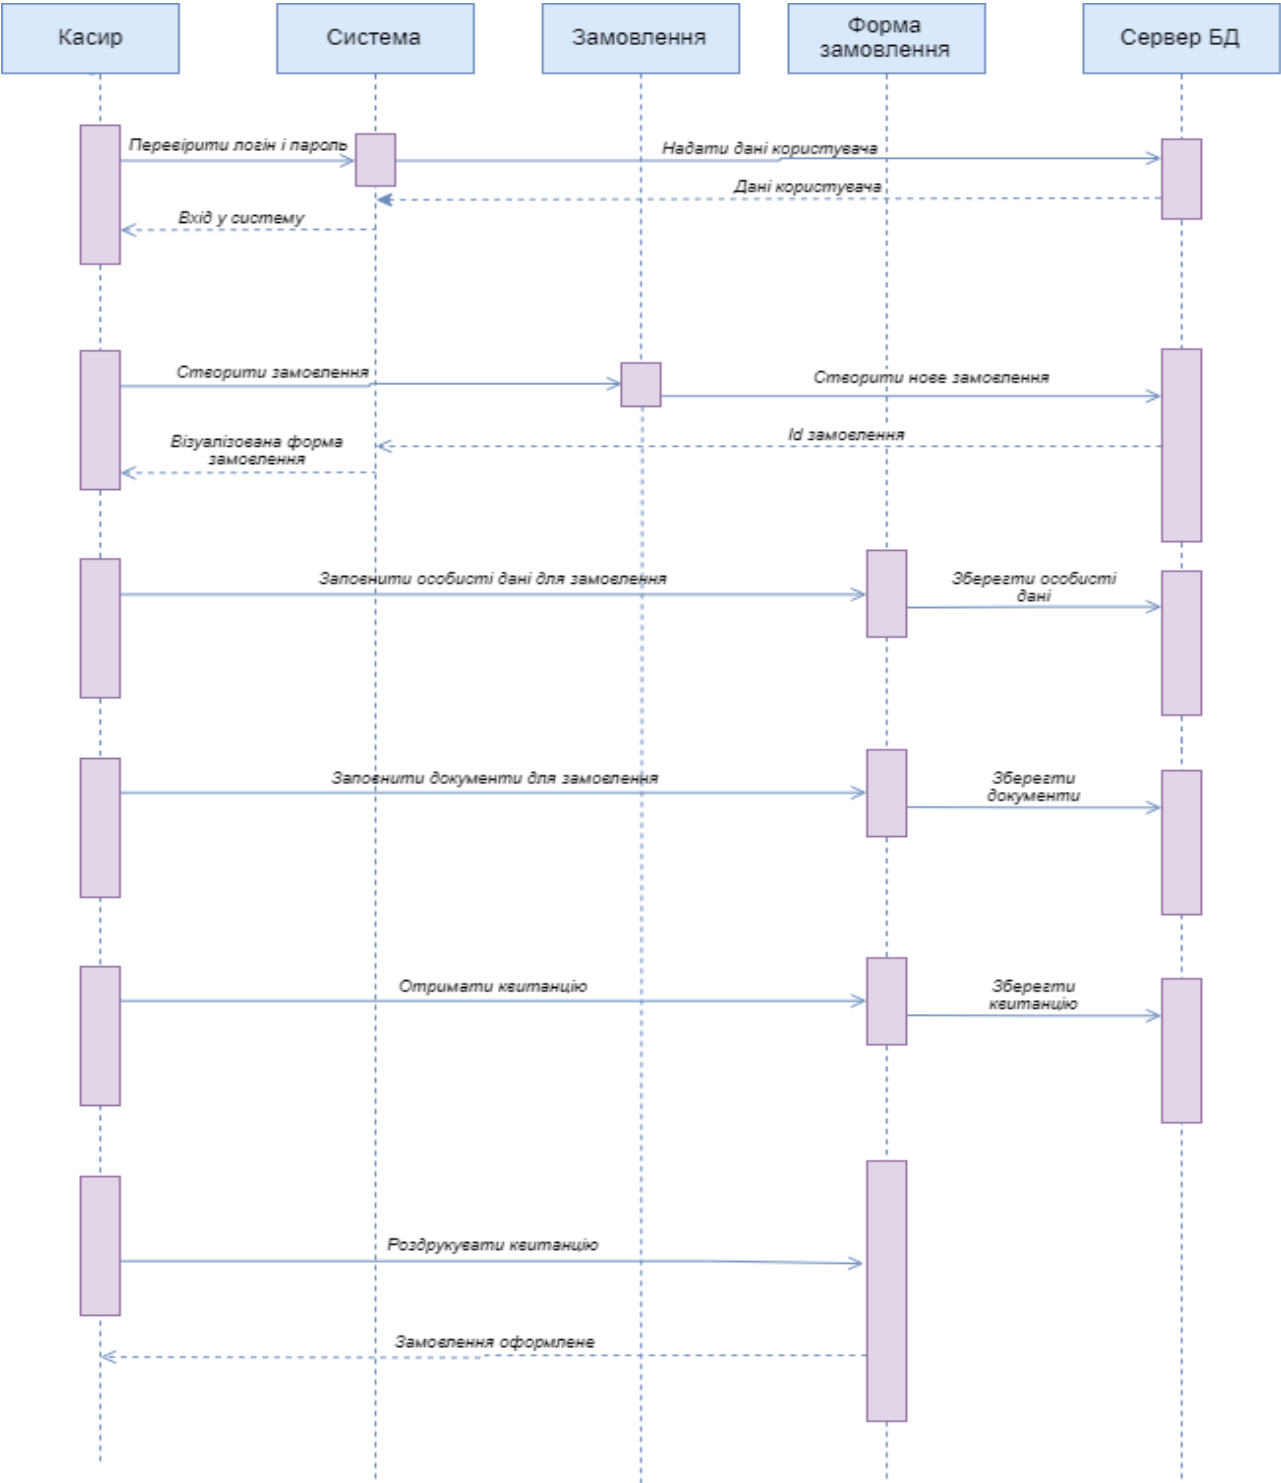 Касир
Система
Замовлення
Форма
замовлення
Сервер БД
Перевірити логін і пароль
Надати дані користувача
Дані користувача
Вхід у систему
Створити замовлення
Створити нове замовлення
Id замовлення
Візуалізована форма
замовлення
Заповнити особисті дані для замовлення
Зберегти особисті
дані
Заповнити документи для замовлення
Зберегти
документи
Отримати квитанцію
Зберегти
квитанцію
Роздрукувати квитанцію
Замовлення оформлене